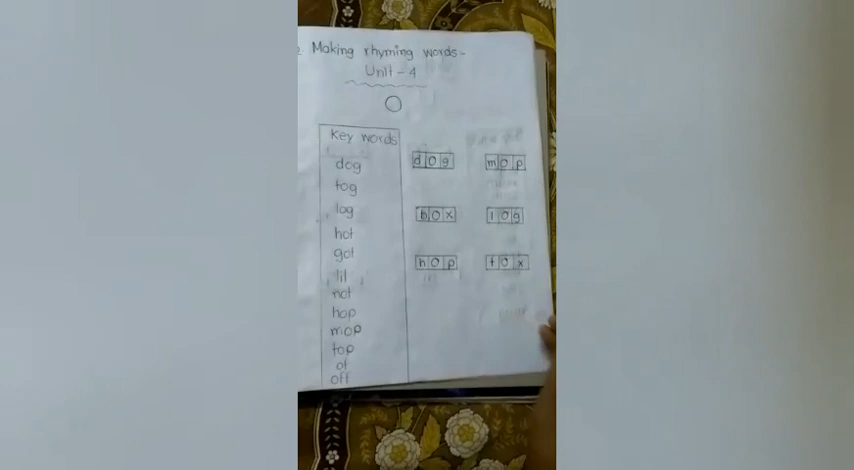 Making rhyming words-
Unit-4
O
Key words
dog
fog
log
hot
got
lil
not
hop
mop
top
of
off
dog mop
box log
hop fox